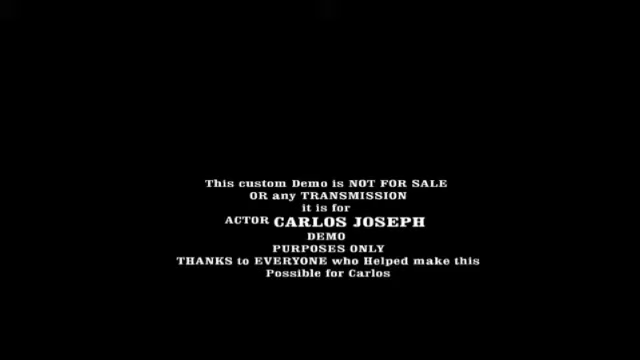 This custom Demo is NOT FOR SALE
OR any TRANSMISSION
it is for
ACTOR CARLOS JOSEPH
DEMO
PURPOSES ONLY
THANKS to EVERYONE who Helped make this
Possible for Carlos